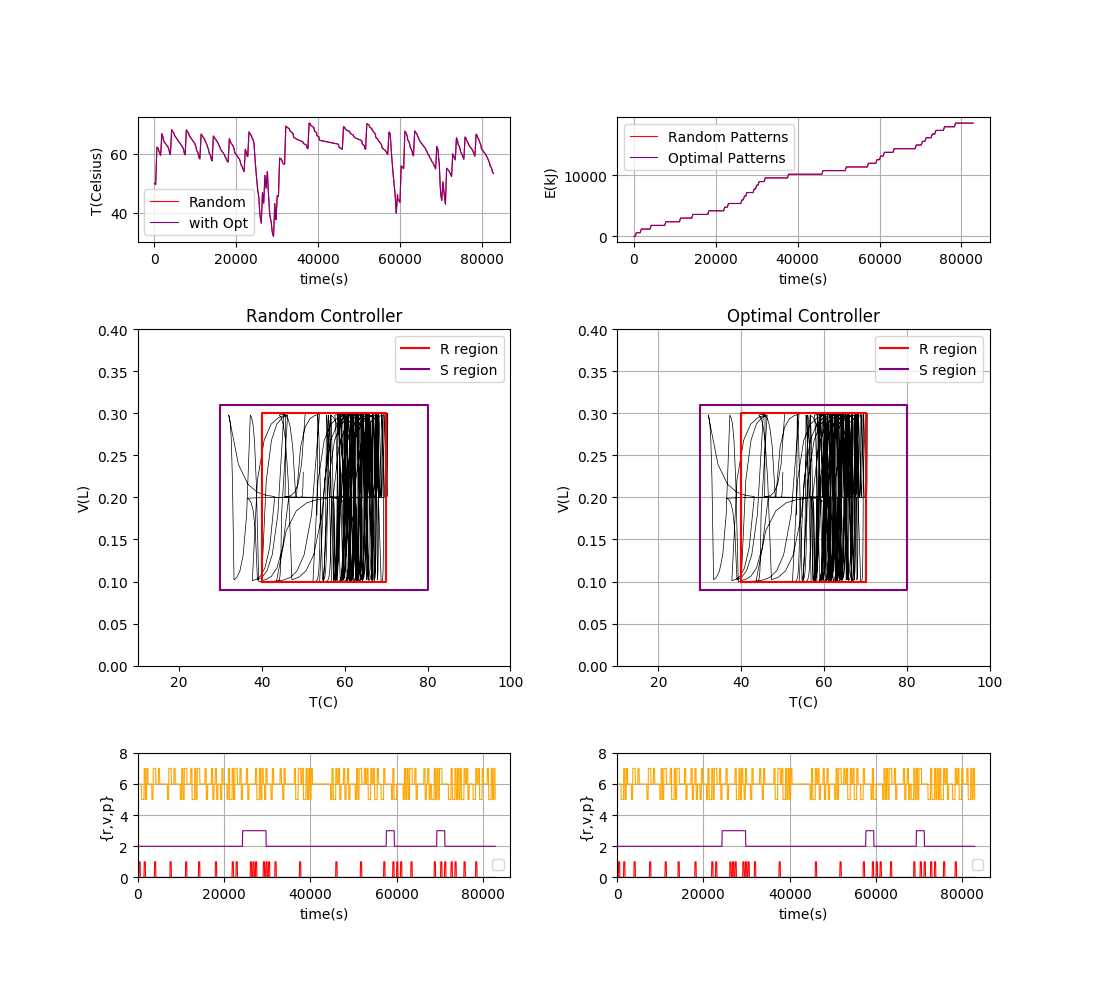 T(Celsius)
60
40
Random
with Opt
0 20000 40000 60000 80000
time(s)
E(kJ)
10000
0
Random Patterns
Optimal Patterns
0 20000 40000 60000 80000
time(s)
Random Controller
V(L)
0.40
0.35
0.30
0.25
0.20
0.15
0.10
0.05
0.00
R region
S region
20 40 60 80 100
T(C)
Optimal Controller
V(L)
0.40
0.35
0.30
0.25
0.20
0.15
0.10
0.05
0.00
R region
S region
20 40 60 80 100
T(C)
{r,v,p}
8
6
4
2
0
0 20000 40000 60000 80000
time(s)
{r,v,p}
8
6
4
2
0
0 20000 40000 60000 80000
time(s)